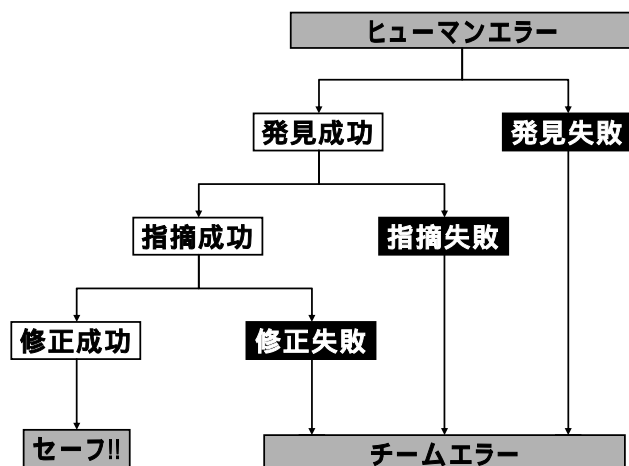 ヒューマンエラー
発見成功
発見失敗
指摘成功
指摘失敗
修正成功
修正失敗
セーフ!!
チームエラー